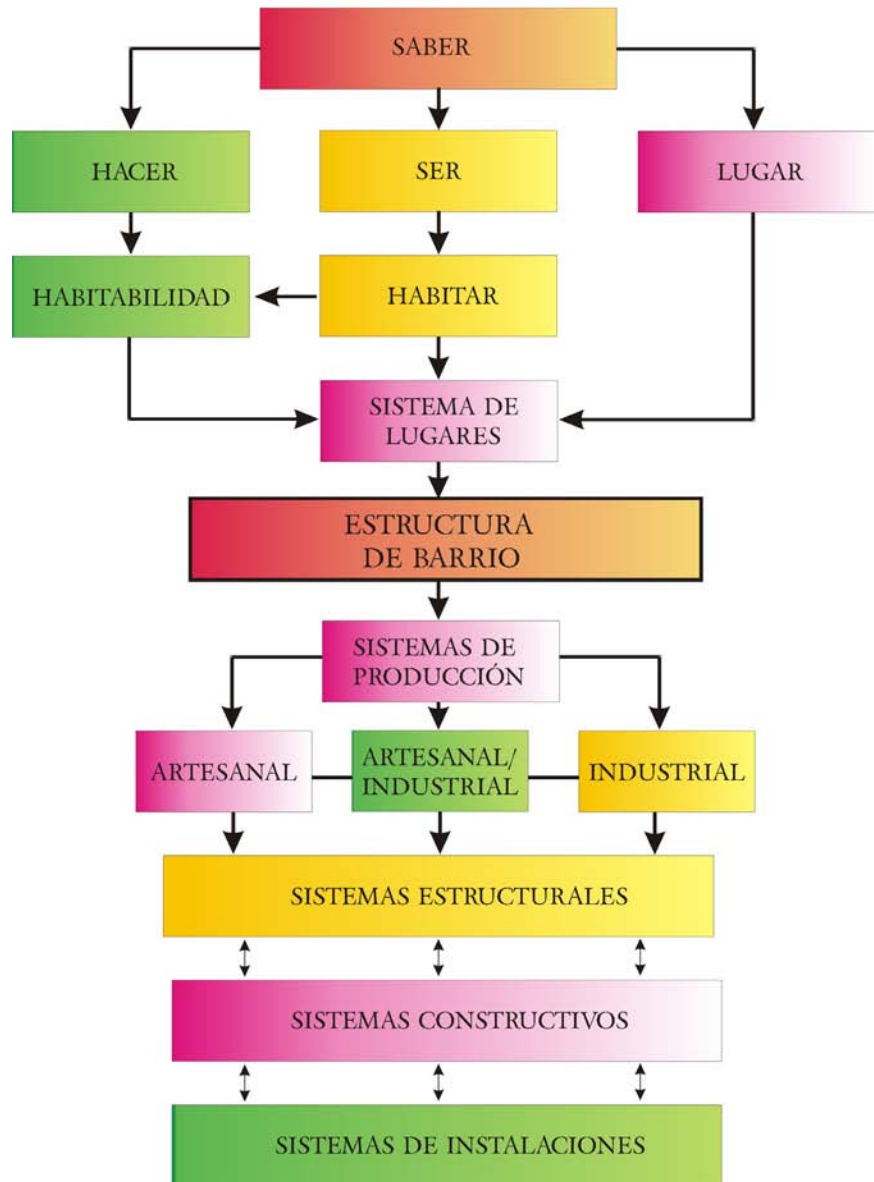 SABER
HACER
SER
LUGAR
HABITABILIDAD
HABITAR
SISTEMA DE
LUGARES
ESTRUCTURA
DE BARRIO
SISTEMAS DE
PRODUCCIÓN
ARTESANAL
ARTESANAL/
INDUSTRIAL
INDUSTRIAL
SISTEMAS ESTRUCTURALES
SISTEMAS CONSTRUCTIVOS
SISTEMAS DE INSTALACIONES